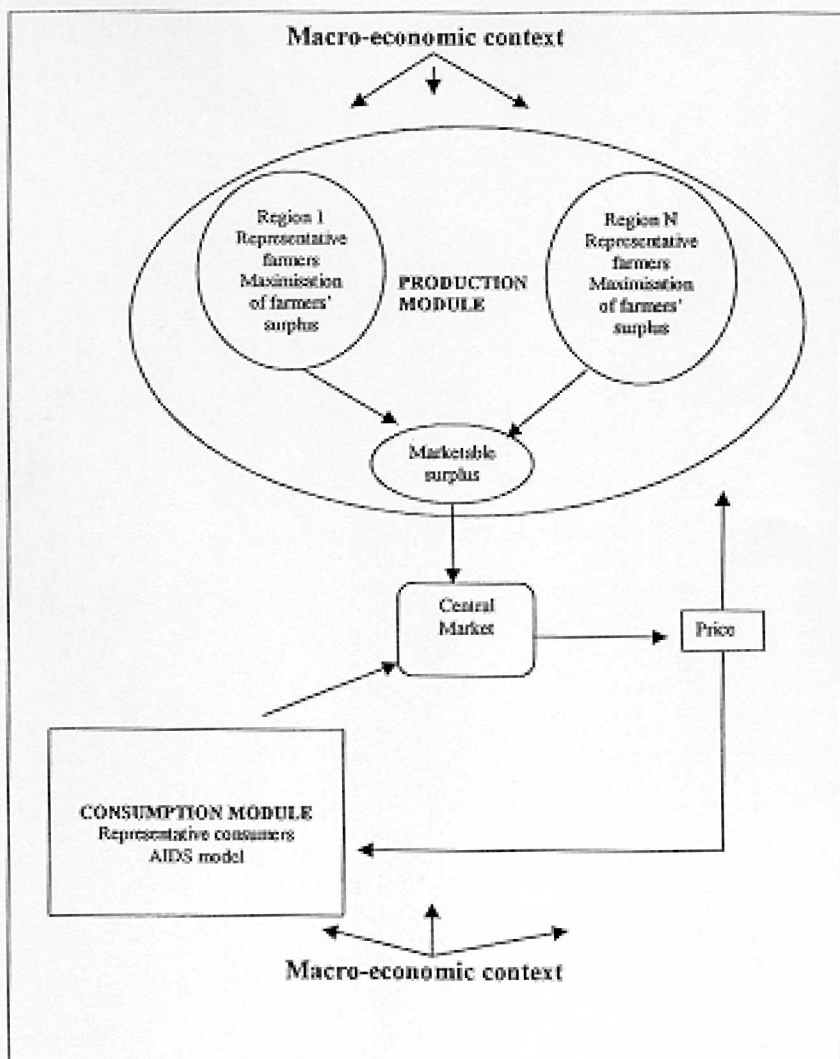 Macro-economic context
Region 1
Representative
farmers
Maximisation
of farmers'
surplus
PRODUCTION
MODULE
Region N
Representative
farmers
Maximisation
of farmers'
surplus
Marketable
surplus
Central
Market
Price
CONSUMPTION MODULE
Representative consumers
AIDS model
Macro-economic context